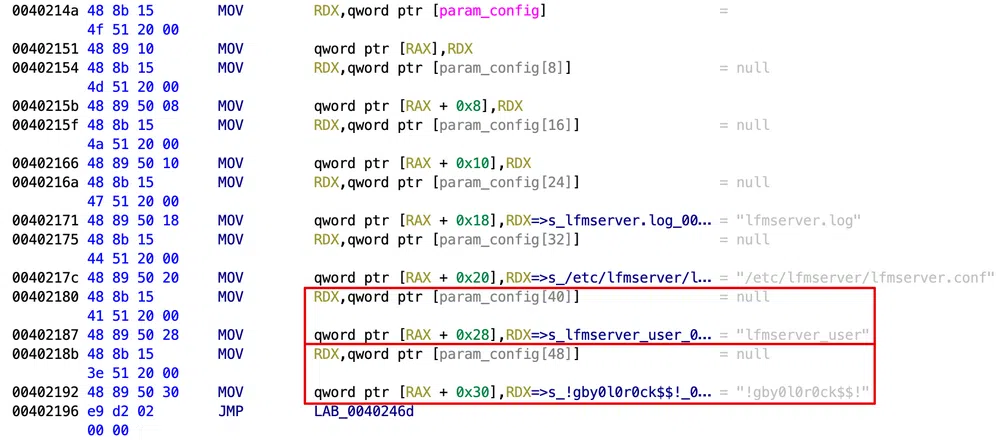 0040214a 48 8b 15 MOV RDX,qword ptr [param_config] =
4f 51 20 00
00402151 48 89 10 MOV qword ptr [RAX],RDX
00402154 48 8b 15 MOV RDX,qword ptr [param_config[8]] = null
4d 51 20 00
0040215b 48 89 50 08 MOV qword ptr [RAX + 0x8],RDX
0040215f 48 8b 15 MOV RDX,qword ptr [param_config[16]] = null
4a 51 20 00
00402166 48 89 50 10 MOV qword ptr [RAX + 0x10],RDX
0040216a 48 8b 15 MOV RDX,qword ptr [param_config[24]] = null
47 51 20 00
00402171 48 89 50 18 MOV qword ptr [RAX + 0x18],RDX=>s_lfmserver.log_00... = "lfmserver.log"
00402175 48 8b 15 MOV RDX,qword ptr [param_config[32]] = null
44 51 20 00
0040217c 48 89 50 20 MOV qword ptr [RAX + 0x20],RDX=>s_/etc/lfmserver/l... = "/etc/lfmserver/lfmserver.conf"
00402180 48 8b 15 MOV RDX,qword ptr [param_config[40]] = null
41 51 20 00
00402187 48 89 50 28 MOV qword ptr [RAX + 0x28],RDX=>s_lfmserver_user_0... = "lfmserver_user"
0040218b 48 8b 15 MOV RDX,qword ptr [param_config[48]] = null
3e 51 20 00
00402192 48 89 50 30 MOV qword ptr [RAX + 0x30],RDX=>s_!gby0l0r0ck$$!_0... = "!gby0l0r0ck$$!"
00402196 e9 d2 02 JMP LAB_0040246d
00 00